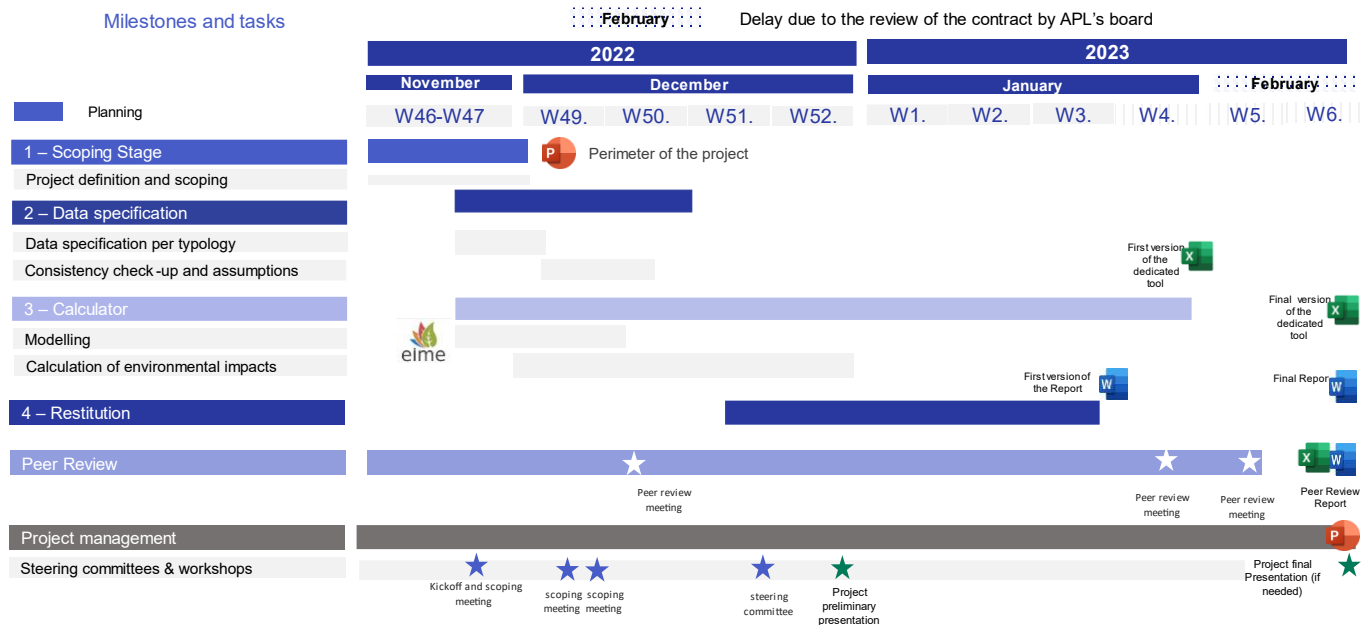 Milestones and tasks
February
Delay due to the review of the contract by APL's board
2022
2023
November
December
January
February
Planning
W46-W47
W49.
W50.
W51.
W52.
W1.
W2.
W3.
W4.
W5.
W6.
1 – Scoping Stage
P
Perimeter of the project
Project definition and scoping
2 – Data specification
Data specification per typology
Consistency check-up and assumptions
First version
of the
dedicated
tool
X
3 – Calculator
Final version
of the
dedicated
tool
X
Modelling
eime
Calculation of environmental impacts
First version of
the Report
W
Final Repor
W
4 – Restitution
Peer Review
X
W
Peer review
meeting
Peer review
meeting
Peer review
meeting
Peer Review
Report
Project management
P
Steering committees & workshops
Kickoff and scoping
meeting
scoping
meeting
scoping
meeting
steering
committee
Project
preliminary
presentation
Project final
Presentation (if
needed)